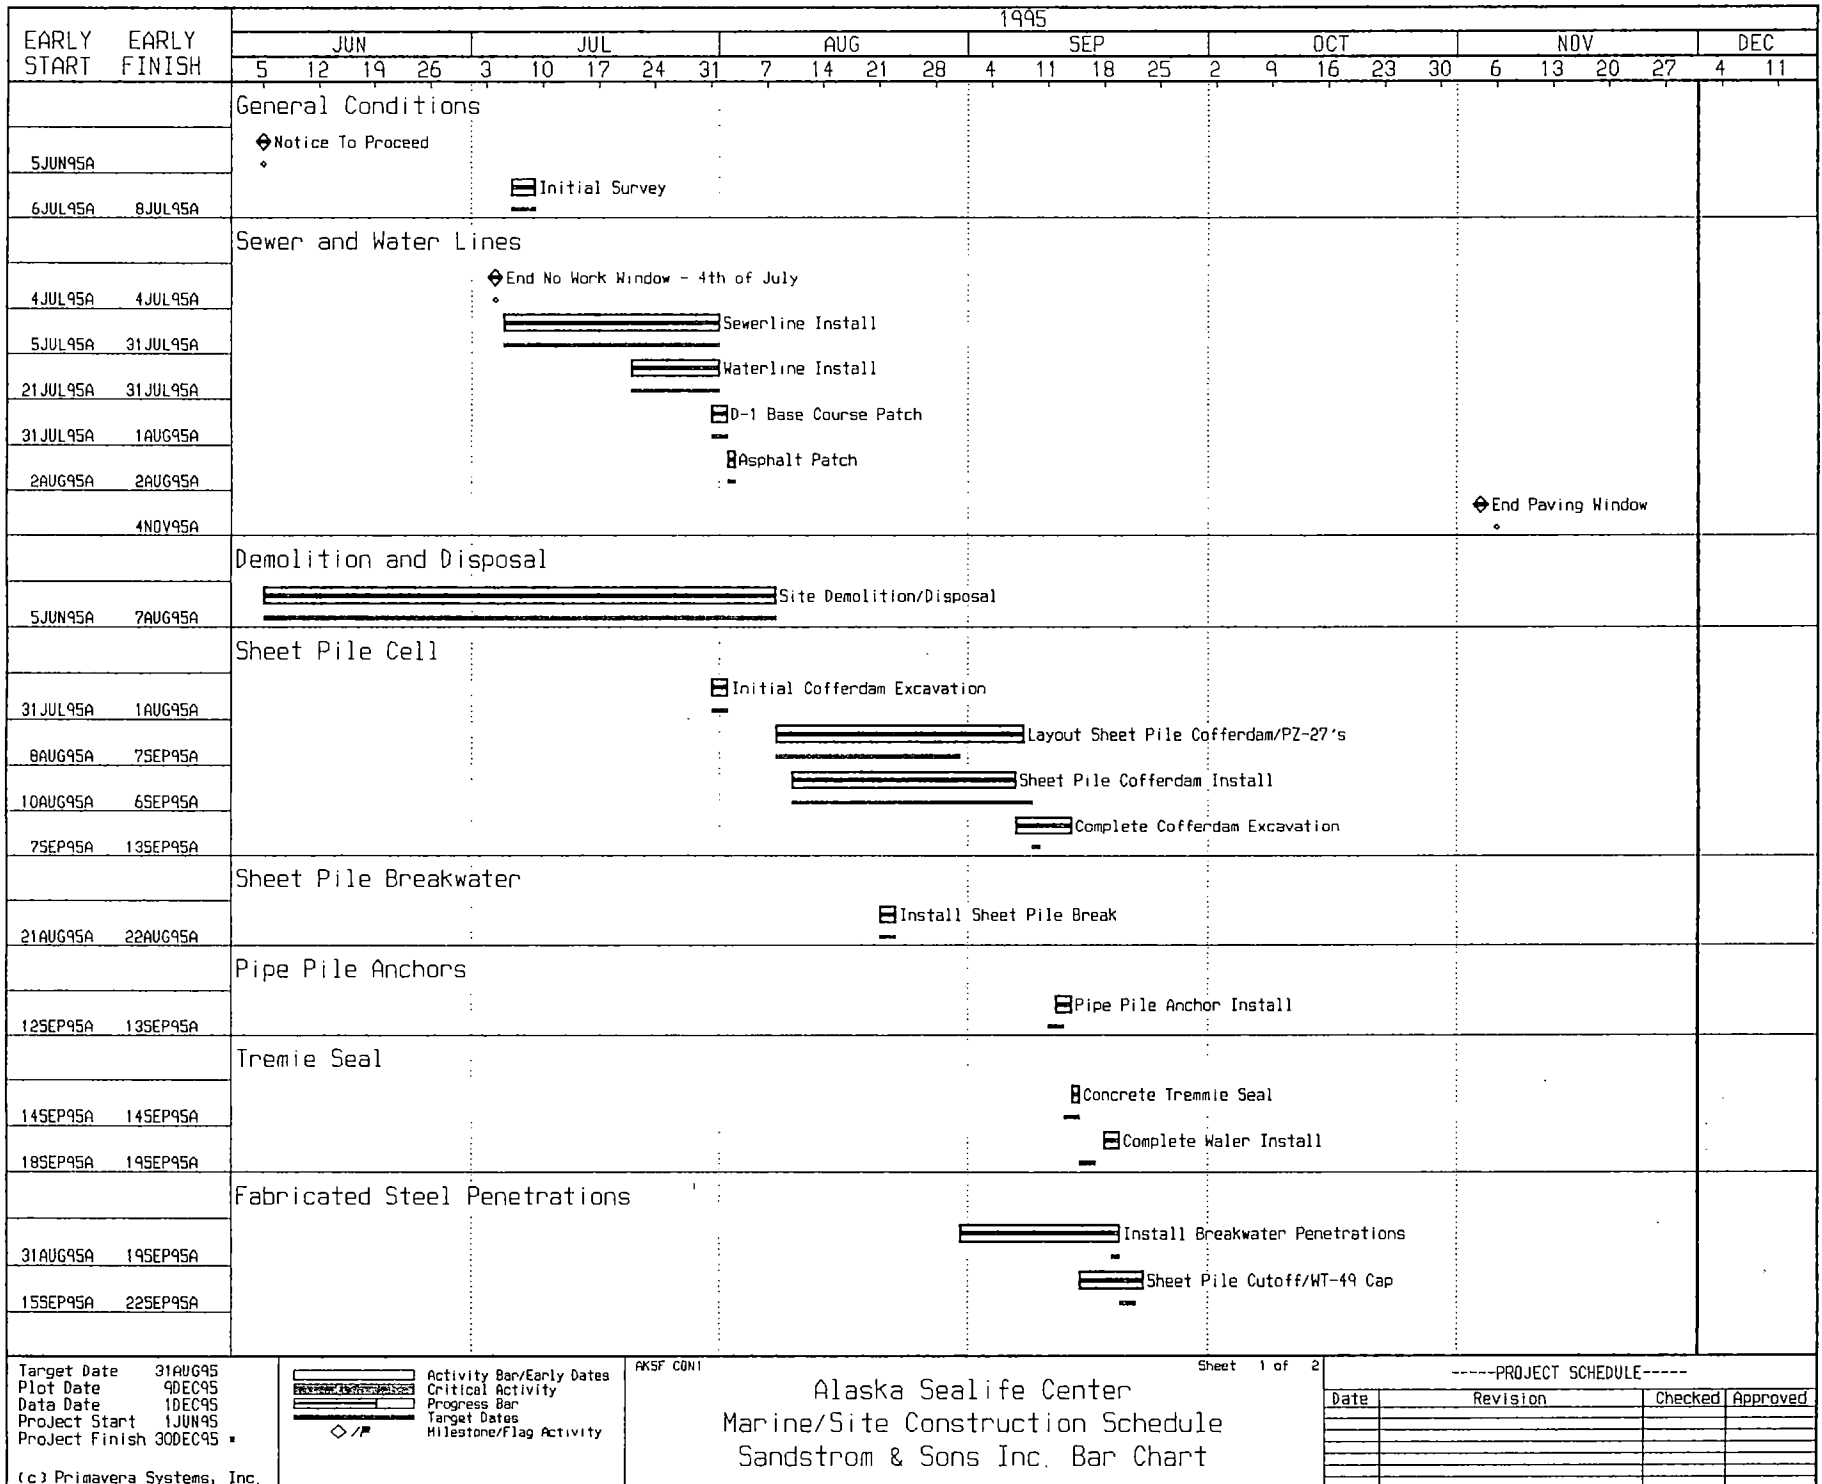 1995
EARLY START EARLY FINISH
JUN JUL AUG SEP OCT NOV DEC
5 12 19 26 3 10 17 24 31 7 14 21 28 4 11 18 25 2 9 16 23 30 6 13 20 27 4 11
General Conditions
Notice To Proceed
5JUN95A
Initial Survey
6JUL95A 8JUL95A
Sewer and Water Lines
End No Work Window - 4th of July
4JUL95A 4JUL95A
Sewerline Install
5JUL95A 31JUL95A
Waterline Install
21JUL95A 31JUL95A
D-1 Base Course Patch
31JUL95A 1AUG95A
Asphalt Patch
2AUG95A 2AUG95A
End Paving Window
4NOV95A
Demolition and Disposal
Site Demolition/Disposal
5JUN95A 7AUG95A
Sheet Pile Cell
Initial Cofferdam Excavation
31JUL95A 1AUG95A
Layout Sheet Pile Cofferdam/PZ-27's
8AUG95A 7SEP95A
Sheet Pile Cofferdam Install
10AUG95A 6SEP95A
Complete Cofferdam Excavation
7SEP95A 13SEP95A
Sheet Pile Breakwater
Install Sheet Pile Break
21AUG95A 22AUG95A
Pipe Pile Anchors
Pipe Pile Anchor Install
12SEP95A 13SEP95A
Tremie Seal
Concrete Tremmie Seal
14SEP95A 14SEP95A
Complete Waler Install
18SEP95A 19SEP95A
Fabricated Steel Penetrations
Install Breakwater Penetrations
31AUG95A 19SEP95A
Sheet Pile Cutoff/WT-49 Cap
15SEP95A 22SEP95A
Target Date 31AUG95
Plot Date 9DEC95
Data Date 1DEC95
Project Start 1JUN95
Project Finish 30DEC95 *
(c) Primavera Systems, Inc.
Activity Bar/Early Dates
Critical Activity
Progress Bar
Target Dates
Milestone/Flag Activity
AKSF CON1
Sheet 1 of 2
Alaska Sealife Center
Marine/Site Construction Schedule
Sandstrom & Sons Inc. Bar Chart
-----PROJECT SCHEDULE-----
Date Revision Checked Approved